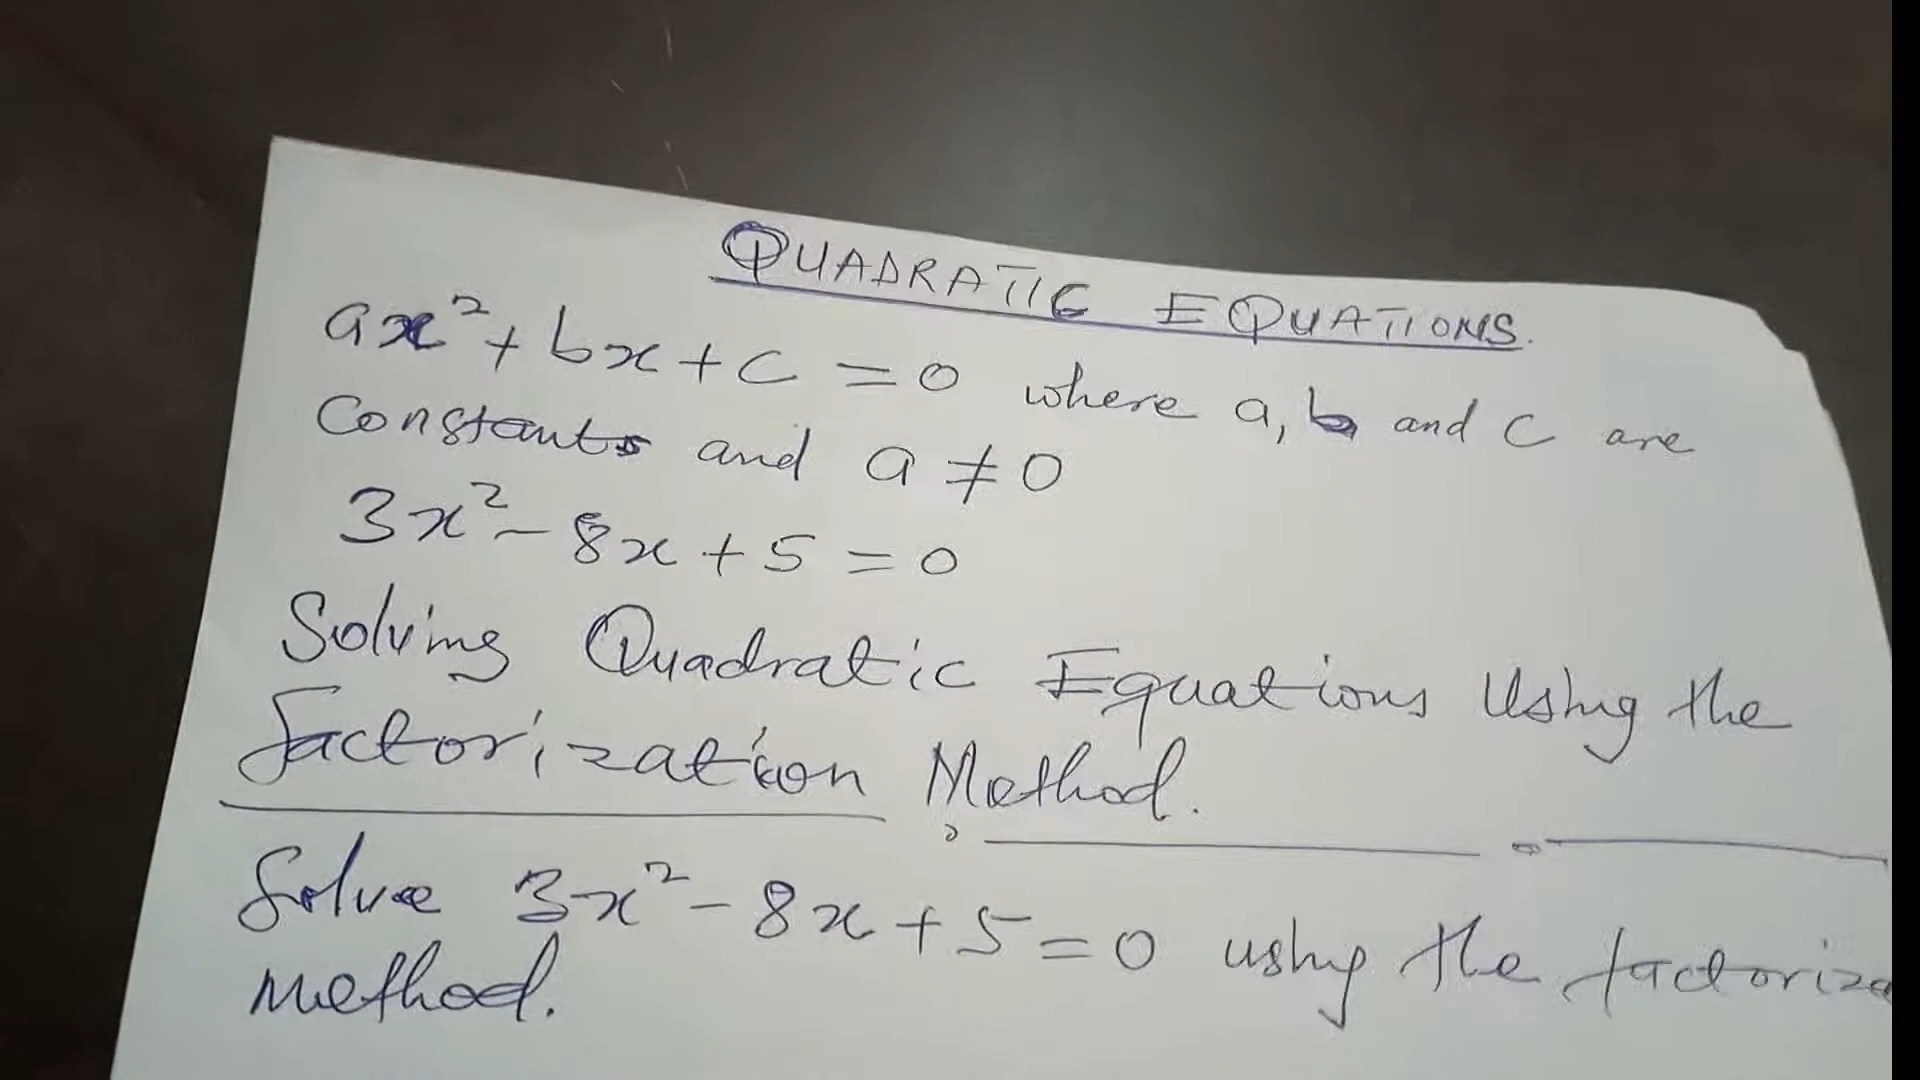 QUADRATIC EQUATIONS.
ax² + bx + c = 0 where a, b and c are
Constants and a ≠ 0
3x² - 8x + 5 = 0
Solving Quadratic Equations Using the
Factorization Method.
Solve 3x² - 8x + 5 = 0 using the factoriza
method.